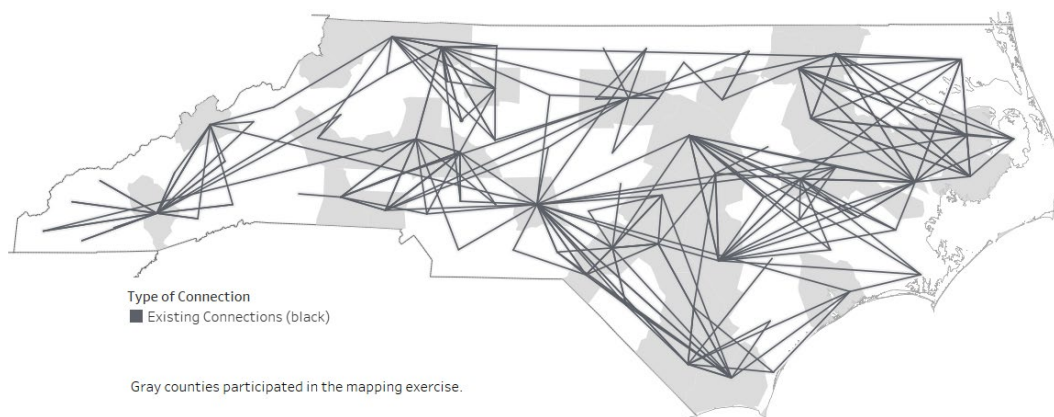 Type of Connection
Existing Connections (black)
Gray counties participated in the mapping exercise.